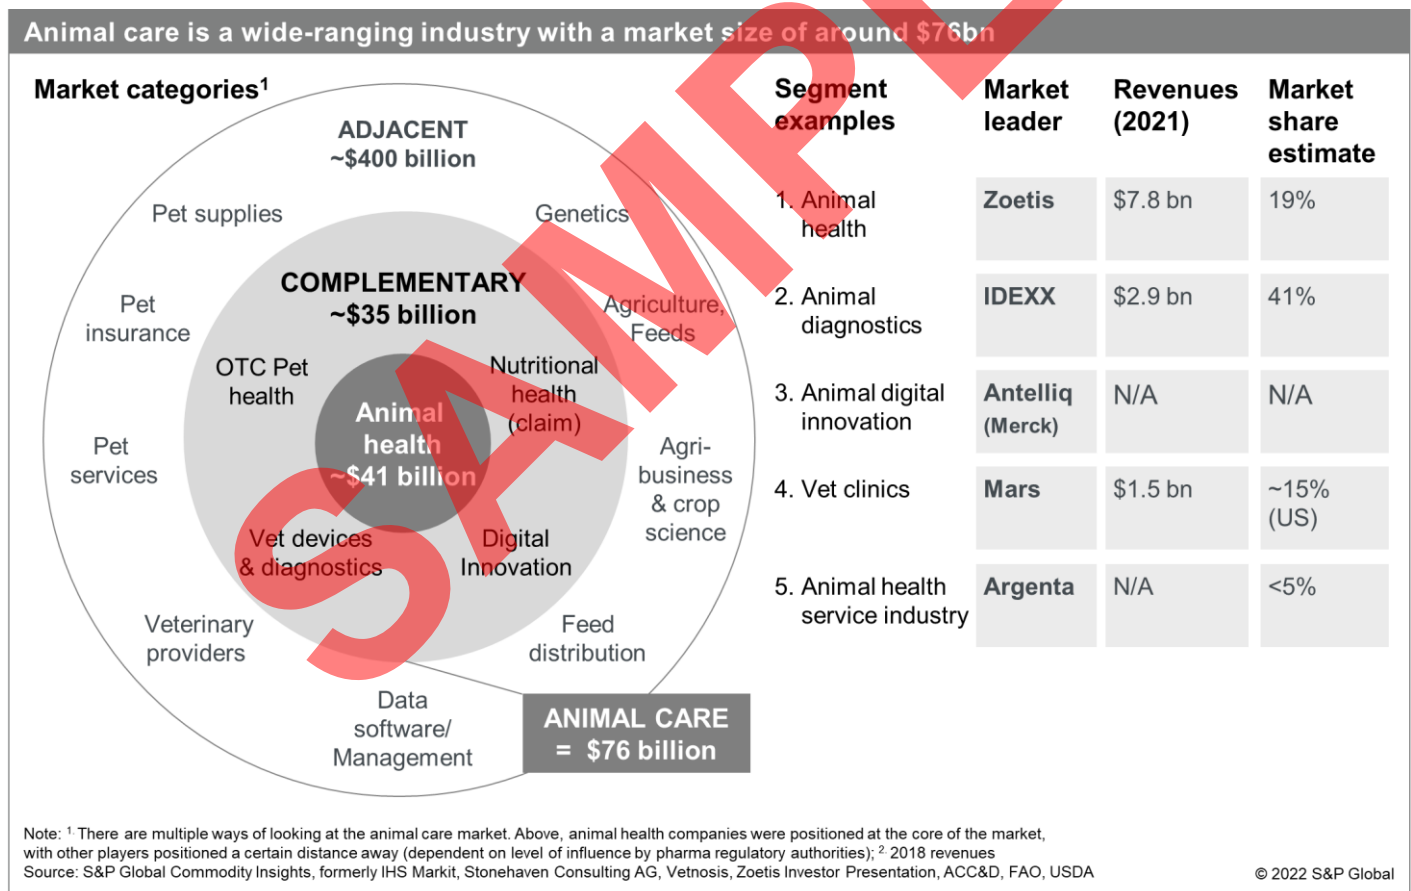 Animal care is a wide-ranging industry with a market size of around $76bn
Market categories¹
ADJACENT
~$400 billion
Pet supplies
Genetics
COMPLEMENTARY
~$35 billion
Pet
insurance
Agriculture,
Feeds
OTC Pet
health
Nutritional
health
(claim)
Animal
health
~$41 billion
Pet
services
Agri-
business
& crop
science
Vet devices
& diagnostics
Digital
Innovation
Veterinary
providers
Feed
distribution
Data
software/
Management
ANIMAL CARE
= $76 billion
Segment
examples
Market
leader
Revenues
(2021)
Market
share
estimate
1. Animal
health
Zoetis
$7.8 bn
19%
2. Animal
diagnostics
IDEXX
$2.9 bn
41%
3. Animal digital
innovation
Antelliq
(Merck)
N/A
N/A
4. Vet clinics
Mars
$1.5 bn
~15%
(US)
5. Animal health
service industry
Argenta
N/A
<5%
SAMPLE
Note: ¹· There are multiple ways of looking at the animal care market. Above, animal health companies were positioned at the core of the market,
with other players positioned a certain distance away (dependent on level of influence by pharma regulatory authorities); ²· 2018 revenues
Source: S&P Global Commodity Insights, formerly IHS Markit, Stonehaven Consulting AG, Vetnosis, Zoetis Investor Presentation, ACC&D, FAO, USDA
© 2022 S&P Global